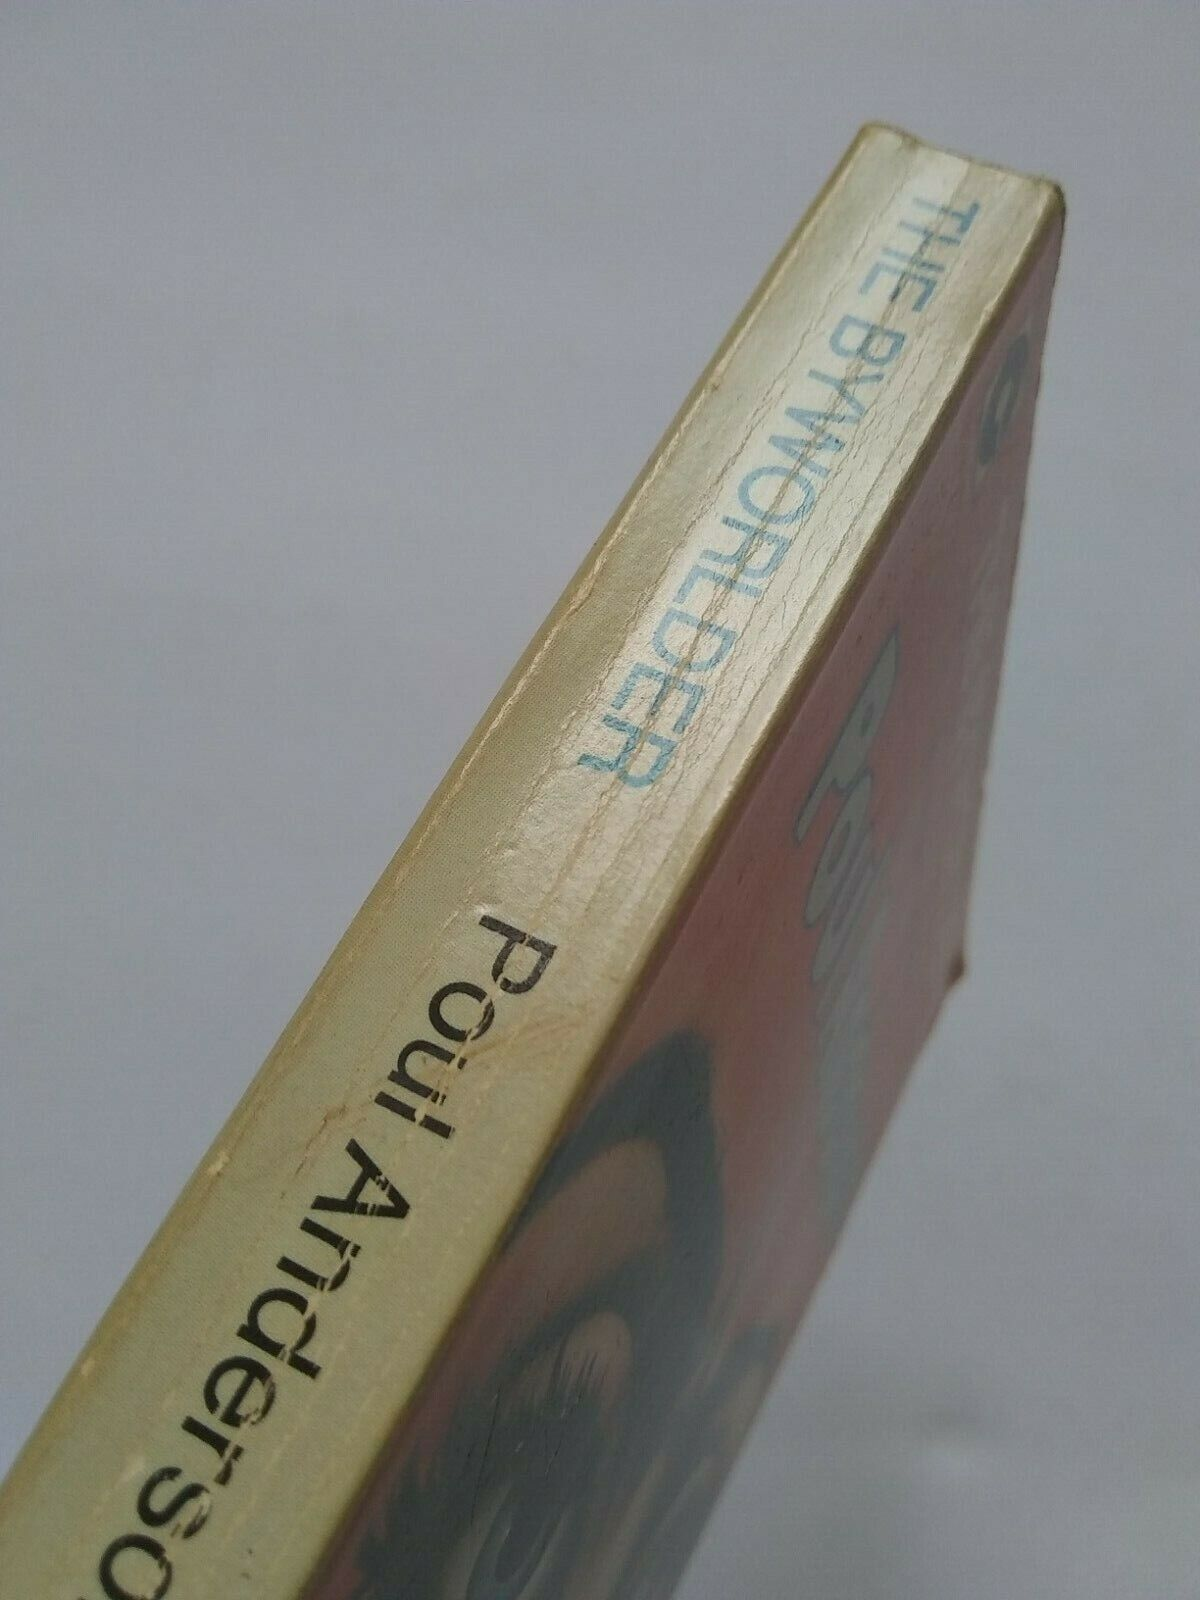 THE BYWORLDER
Poul Anderso